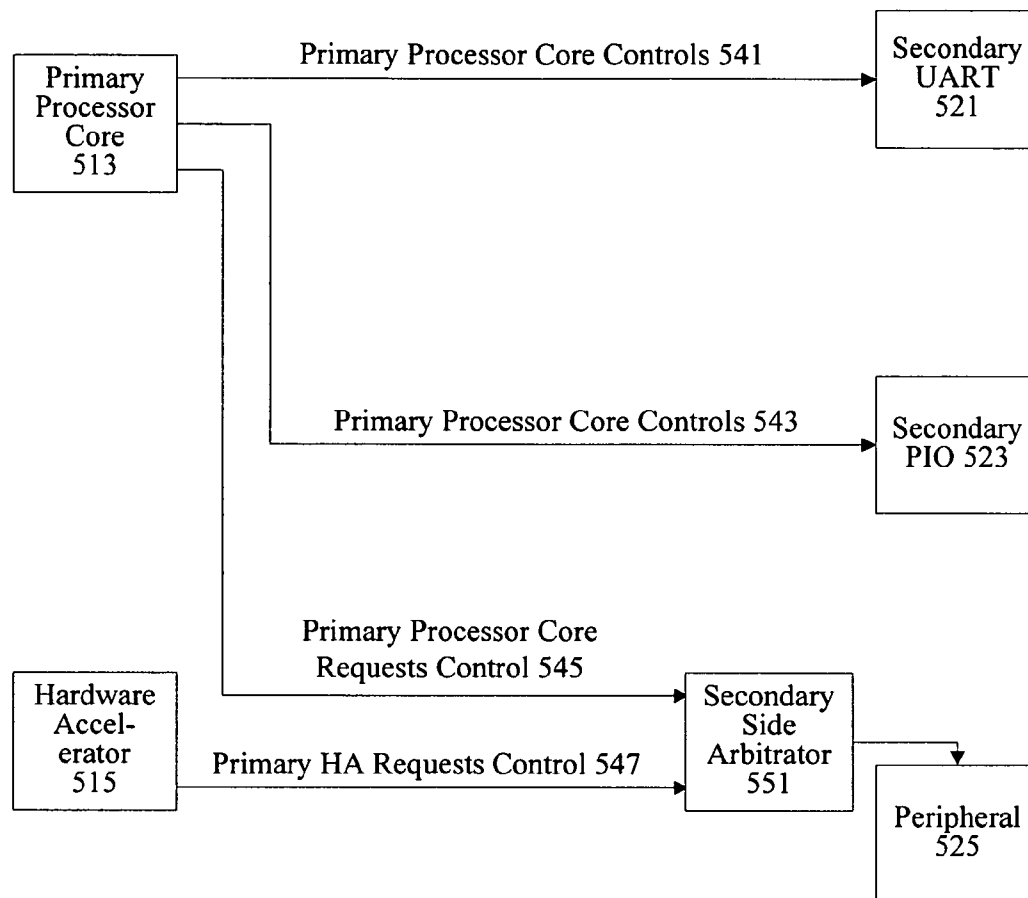 Primary Processor Core Controls 541
Secondary
UART
521
Primary
Processor
Core
513
Primary Processor Core Controls 543
Secondary
PIO 523
Primary Processor Core
Requests Control 545
Hardware
Accel-
erator
515
Primary HA Requests Control 547
Secondary
Side
Arbitrator
551
Peripheral
525